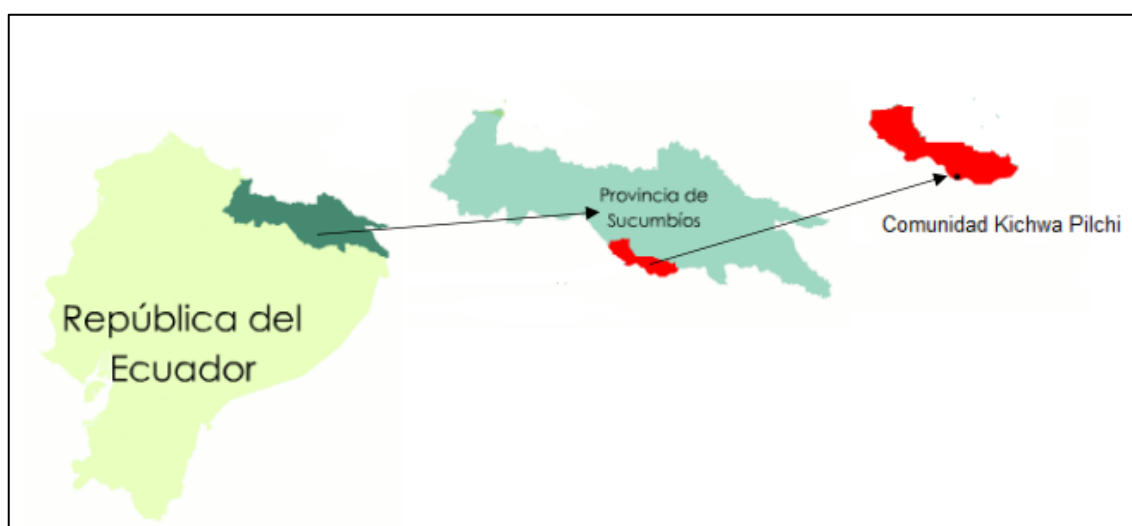 República del
Ecuador
Provincia de
Sucumbíos
Comunidad Kichwa Pilchi